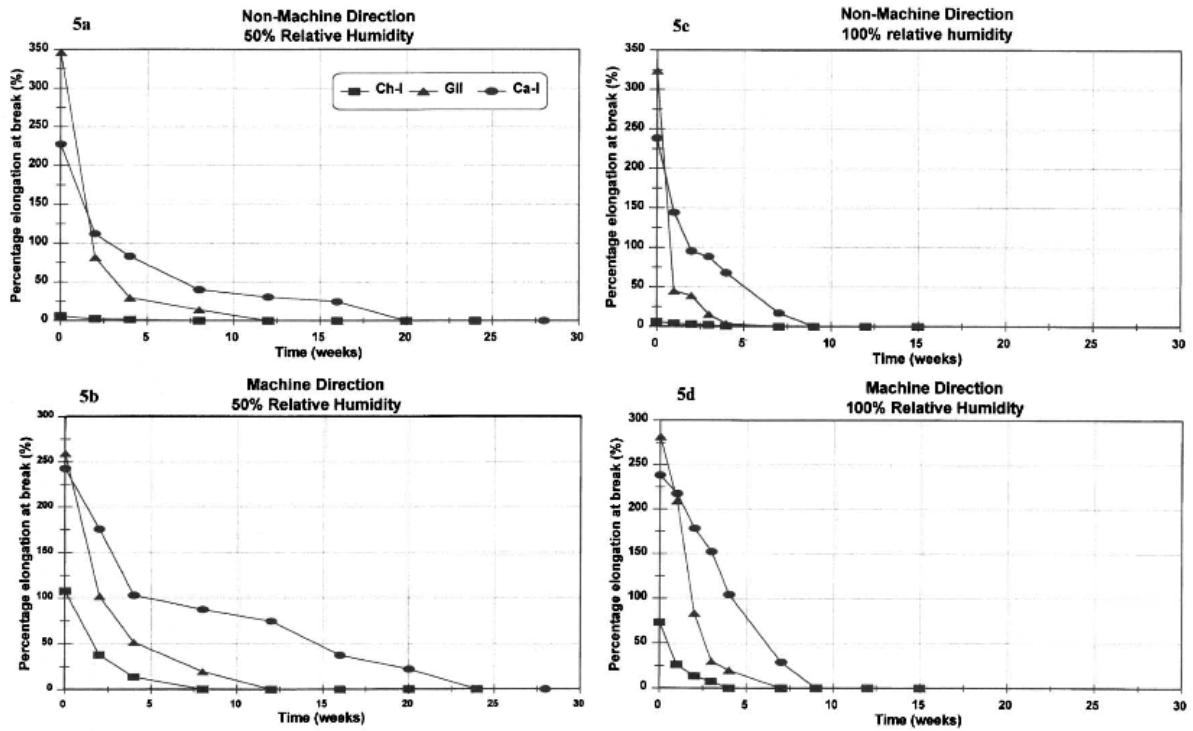 5a
Non-Machine Direction
50% Relative Humidity
Percentage elongation at break (%)
350
300
250
200
150
100
50
0
Ch-I GII Ca-I
0 5 10 15 20 25 30
Time (weeks)
5c
Non-Machine Direction
100% relative humidity
Percentage elongation at break (%)
350
300
250
200
150
100
50
0
0 5 10 15 20 25 30
Time (weeks)
5b
Machine Direction
50% Relative Humidity
Percentage elongation at break (%)
300
250
200
150
100
50
0
0 5 10 15 20 25 30
Time (weeks)
5d
Machine Direction
100% Relative Humidity
Percentage elongation at break (%)
300
250
200
150
100
50
0
0 5 10 15 20 25 30
Time (weeks)